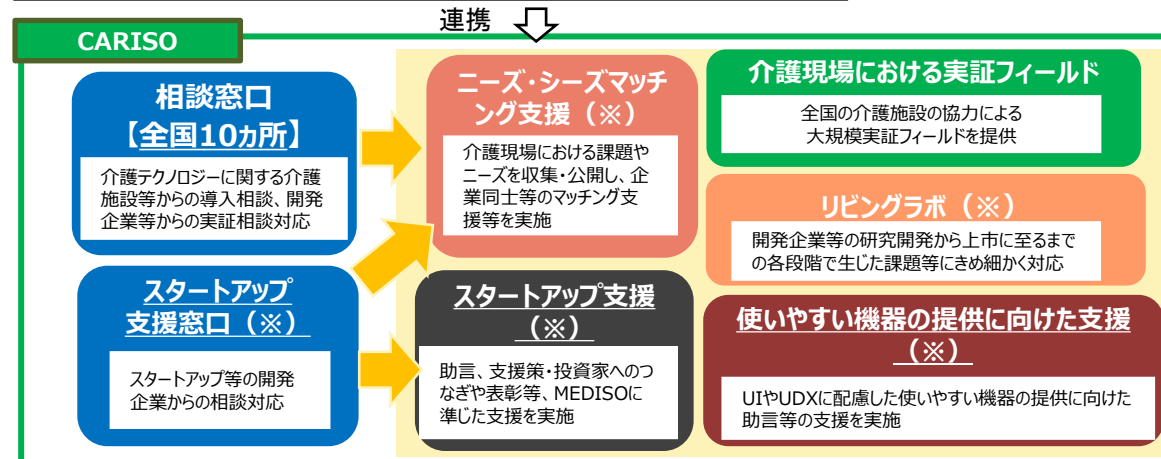 連携
CARISO
相談窓口
【全国10カ所】
介護テクノロジーに関する介護
施設等からの導入相談、開発
企業等からの実証相談対応
スタートアップ
支援窓口（※）
スタートアップ等の開発
企業からの相談対応
ニーズ・シーズマッチ
ング支援（※）
介護現場における課題や
ニーズを収集・公開し、企
業同士等のマッチング支
援等を実施
スタートアップ支援
（※）
助言、支援策・投資家へのつ
なぎや表彰等、MEDISOに
準じた支援を実施
介護現場における実証フィールド
全国の介護施設の協力による
大規模実証フィールドを提供
リビングラボ（※）
開発企業等の研究開発から上市に至るまで
の各段階で生じた課題等にきめ細かく対応
使いやすい機器の提供に向けた支援
（※）
UIやUDXに配慮した使いやすい機器の提供に向けた
助言等の支援を実施